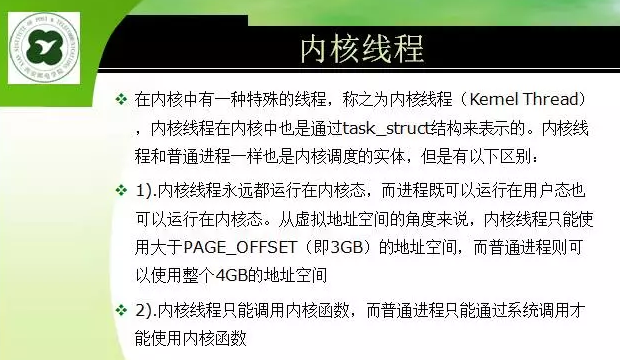 内核线程
在内核中有一种特殊的线程，称之为内核线程（Kernel Thread）
，内核线程在内核中也是通过task_struct结构来表示的。内核线
程和普通进程一样也是内核调度的实体，但是有以下区别：
1).内核线程永远都运行在内核态，而进程既可以运行在用户态也
可以运行在内核态。从虚拟地址空间的角度来说，内核线程只能使
用大于PAGE_OFFSET（即3GB）的地址空间，而普通进程则可
以使用整个4GB的地址空间
2).内核线程只能调用内核函数，而普通进程只能通过系统调用才
能使用内核函数